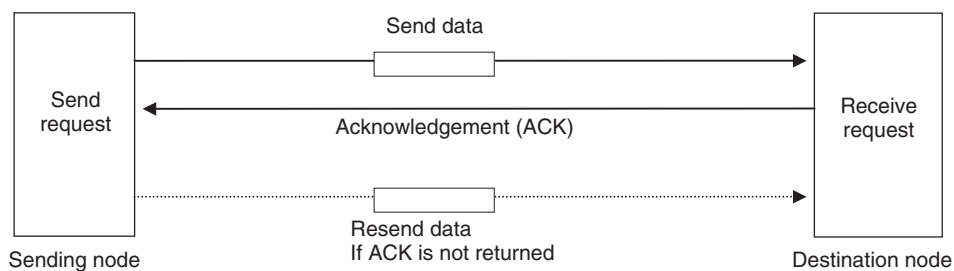 Send data
Send
request
Receive
request
Acknowledgement (ACK)
Resend data
If ACK is not returned
Sending node
Destination node